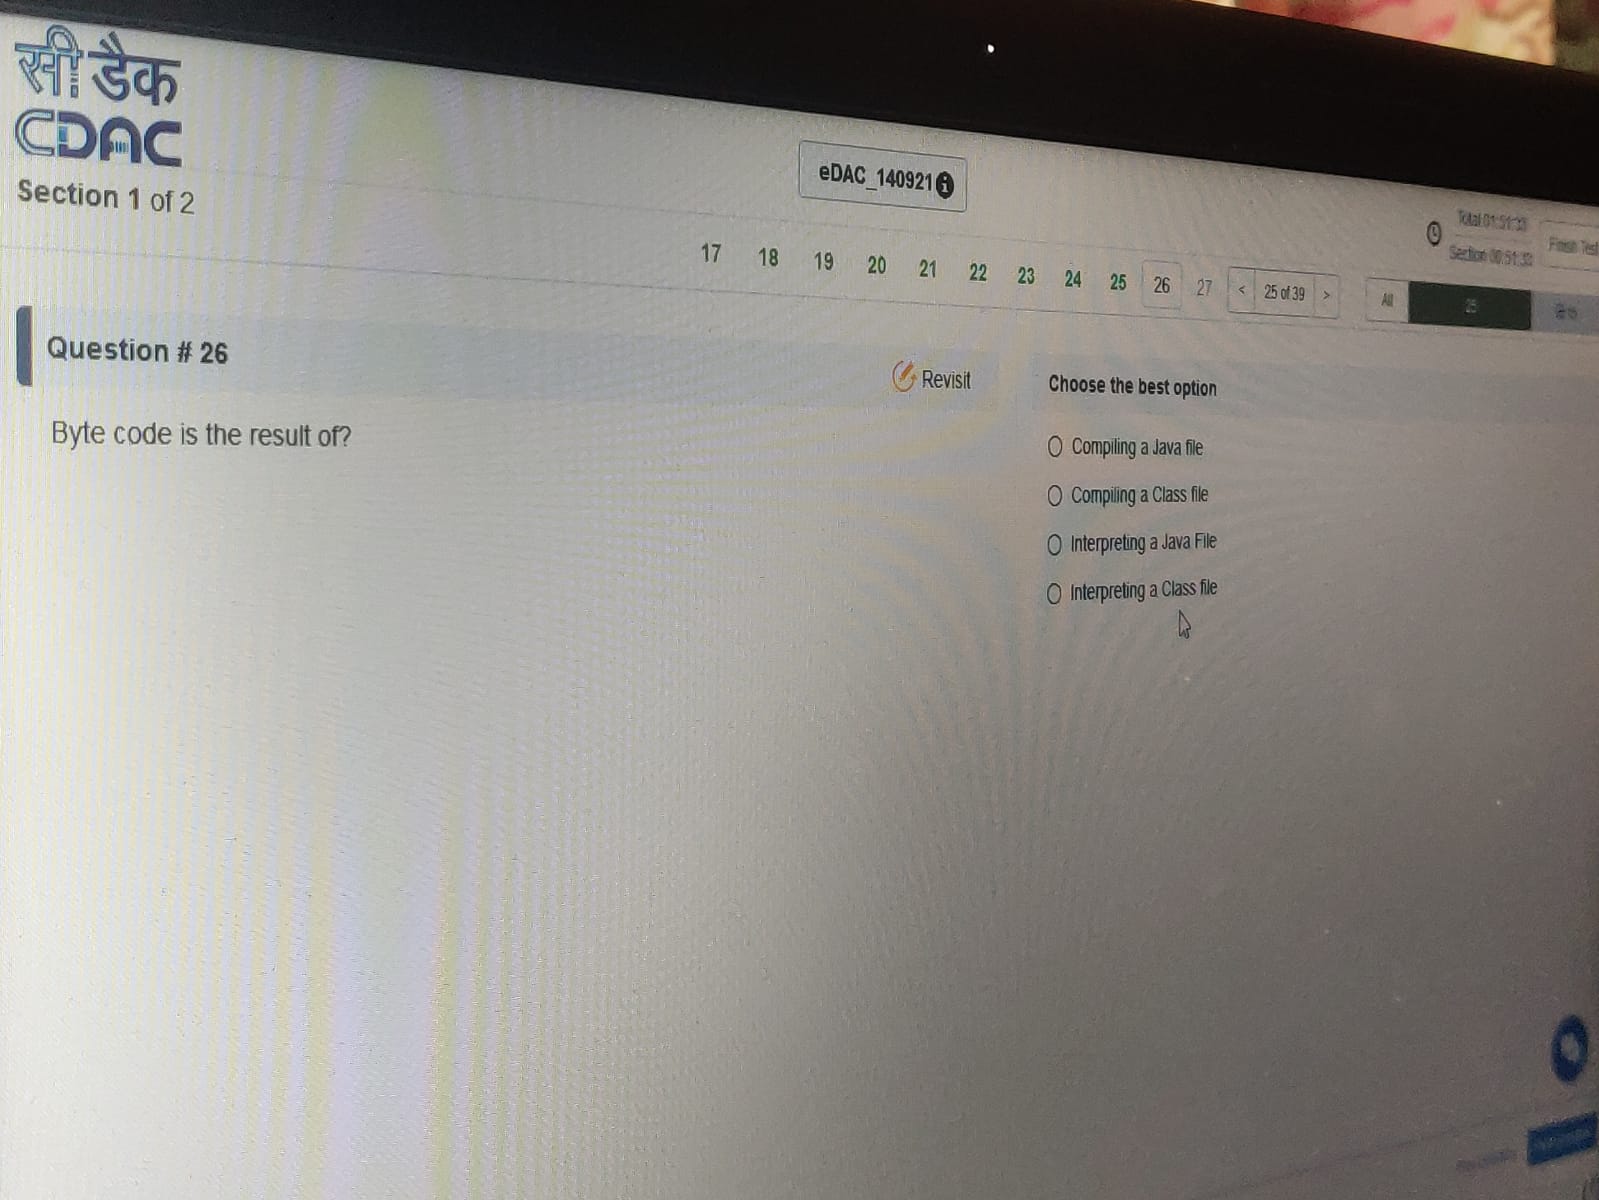 सी डैक
CDAC
eDAC_140921
Section 1 of 2
Total 01:51:33
Section 00:51:33
Finish Test
17 18 19 20 21 22 23 24 25 26 27 < 25 of 39 > All 25
Question # 26
Revisit
Choose the best option
Byte code is the result of?
Compiling a Java file
Compiling a Class file
Interpreting a Java File
Interpreting a Class file